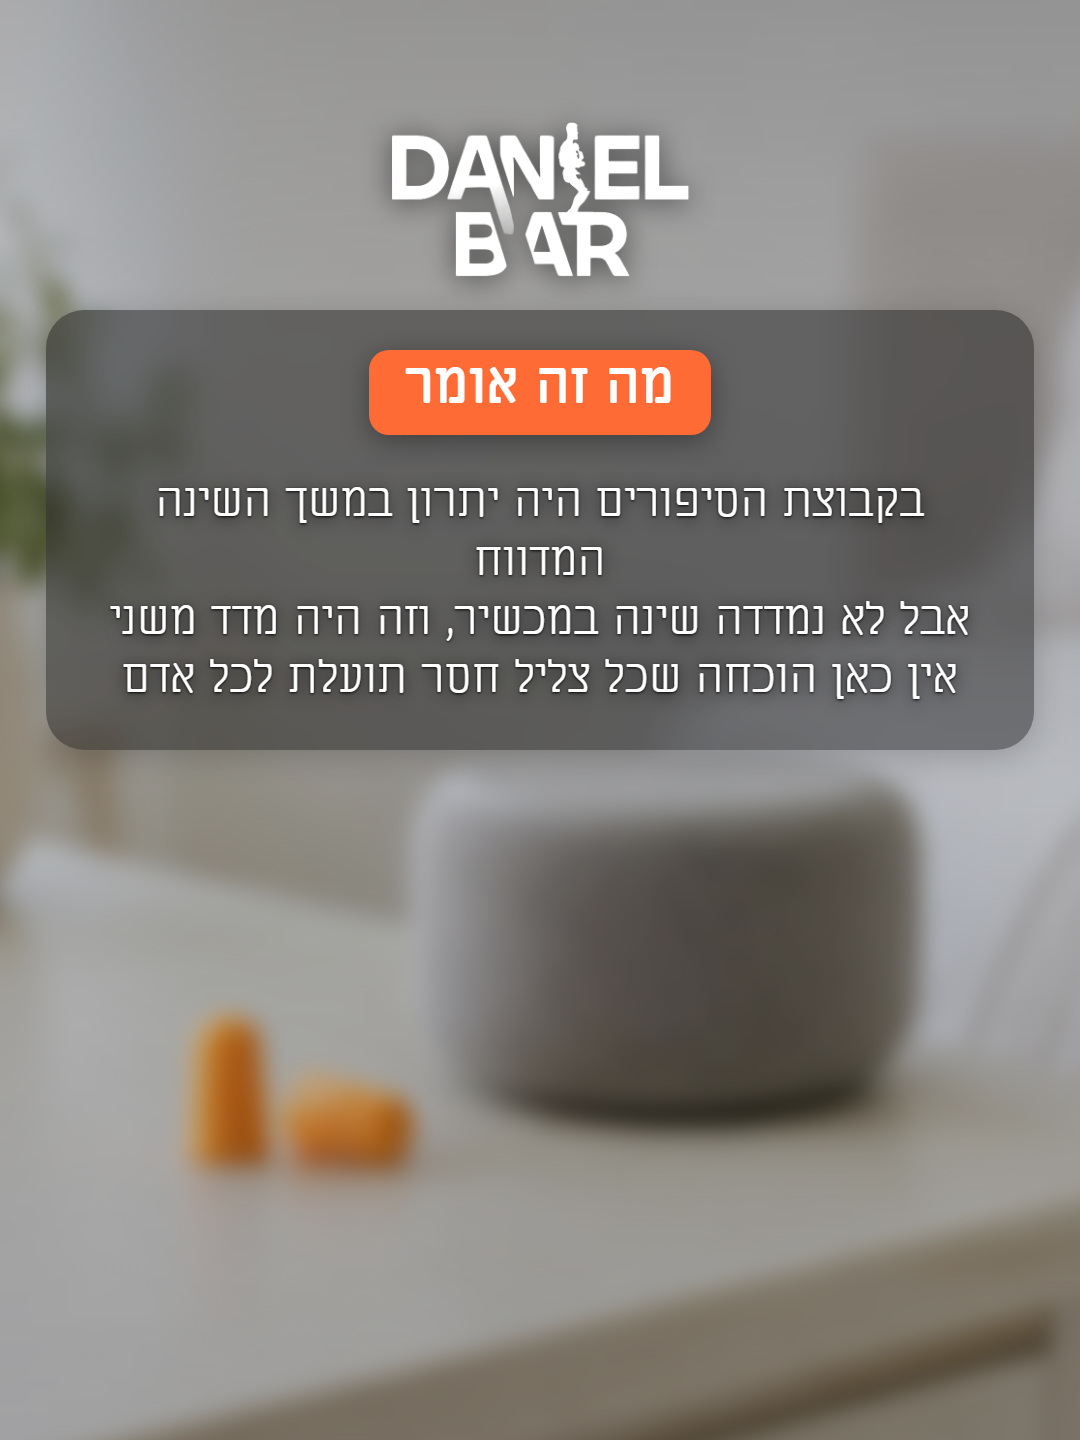 DANIEL
BAR
מה זה אומר
בקבוצת הסיפורים היה יתרון במשך השינה
המדווח
אבל לא נמדדה שינה במכשיר, וזה היה מדד משני
אין כאן הוכחה שכל צליל חסר תועלת לכל אדם